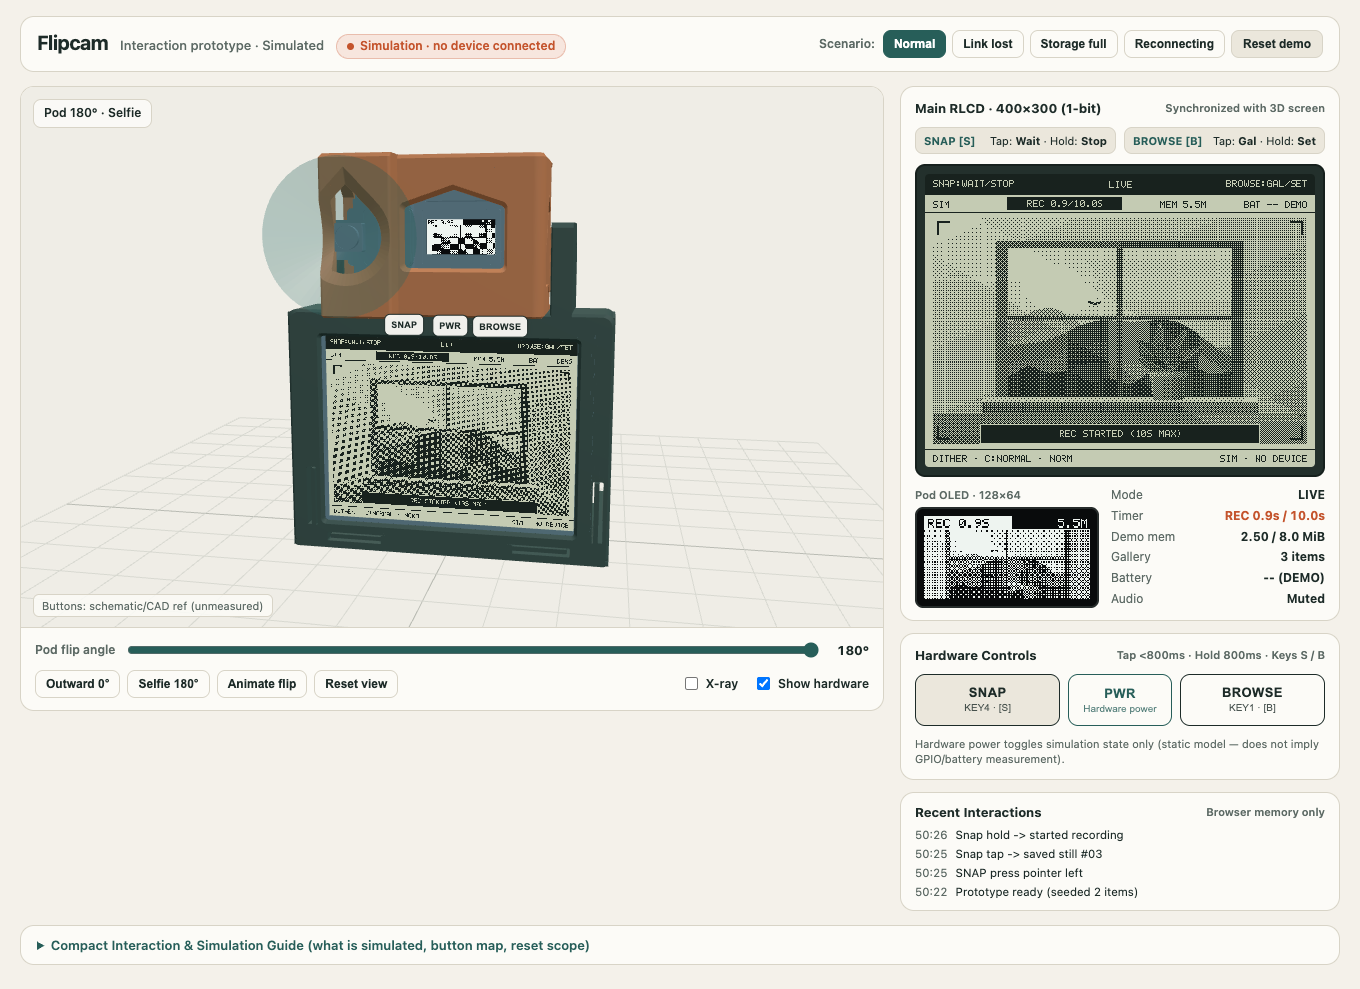 Flipcam Interaction prototype · Simulated Simulation · no device connected Scenario: Normal Link lost Storage full Reconnecting Reset demo
Pod 180° · Selfie
REC 0.9S
SNAP PWR BROWSE
SNAP:WAIT/STOP
Buttons: schematic/CAD ref (unmeasured)
Pod flip angle 180°
Outward 0° Selfie 180° Animate flip Reset view X-ray Show hardware
Main RLCD · 400×300 (1-bit) Synchronized with 3D screen
SNAP [S] Tap: Wait · Hold: Stop BROWSE [B] Tap: Gal · Hold: Set
SNAP:WAIT/STOP LIVE BROWSE:GAL/SET
SIM REC 0.9/10.0S MEM 5.5M BAT -- DEMO
REC STARTED (10S MAX)
DITHER · C:NORMAL · NORM SIM · NO DEVICE
Pod OLED · 128×64
REC 0.9S 5.5M
Mode LIVE
Timer REC 0.9s / 10.0s
Demo mem 2.50 / 8.0 MiB
Gallery 3 items
Battery -- (DEMO)
Audio Muted
Hardware Controls Tap <800ms · Hold 800ms · Keys S / B
SNAP PWR BROWSE
KEY4 · [S] Hardware power KEY1 · [B]
Hardware power toggles simulation state only (static model — does not imply
GPIO/battery measurement).
Recent Interactions Browser memory only
50:26 Snap hold -> started recording
50:25 Snap tap -> saved still #03
50:25 SNAP press pointer left
50:22 Prototype ready (seeded 2 items)
Compact Interaction & Simulation Guide (what is simulated, button map, reset scope)